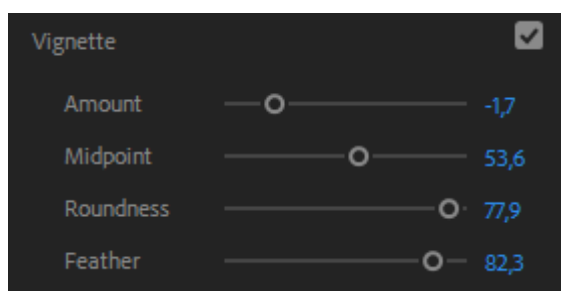 Vignette
Amount -1,7
Midpoint 53,6
Roundness 77,9
Feather 82,3